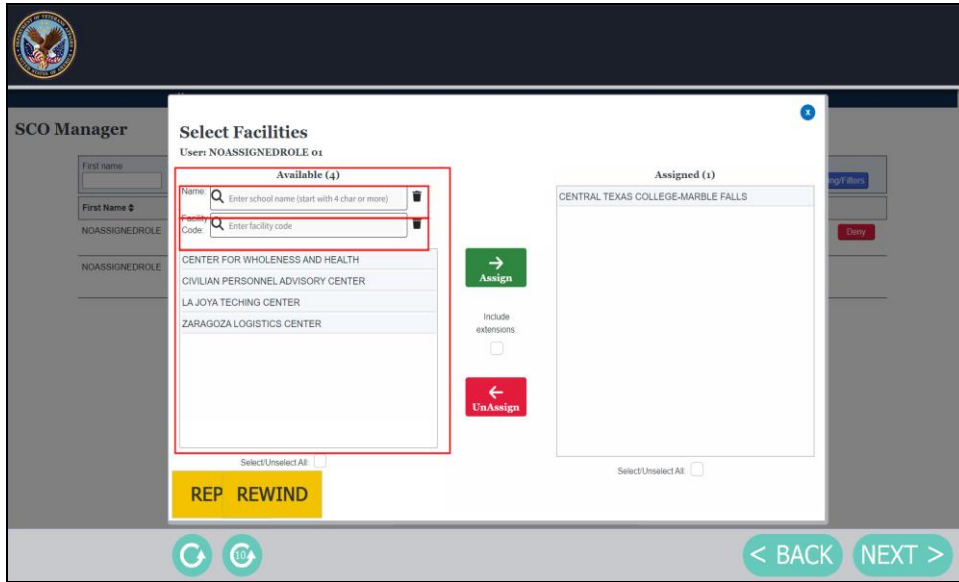 SCO Manager
First name
ng/Filters
First Name
NOASSIGNEDROLE
Deny
NOASSIGNEDROLE
x
Select Facilities
User: NOASSIGNEDROLE 01
Available (4)
Name: Enter school name (start with 4 char or more)
Facility
Code: Enter facility code
CENTER FOR WHOLENESS AND HEALTH
CIVILIAN PERSONNEL ADVISORY CENTER
LA JOYA TECHING CENTER
ZARAGOZA LOGISTICS CENTER
Select/Unselect All:
Assign
Include
extensions
UnAssign
Assigned (1)
CENTRAL TEXAS COLLEGE-MARBLE FALLS
Select/Unselect All:
REP REWIND
10
< BACK NEXT >